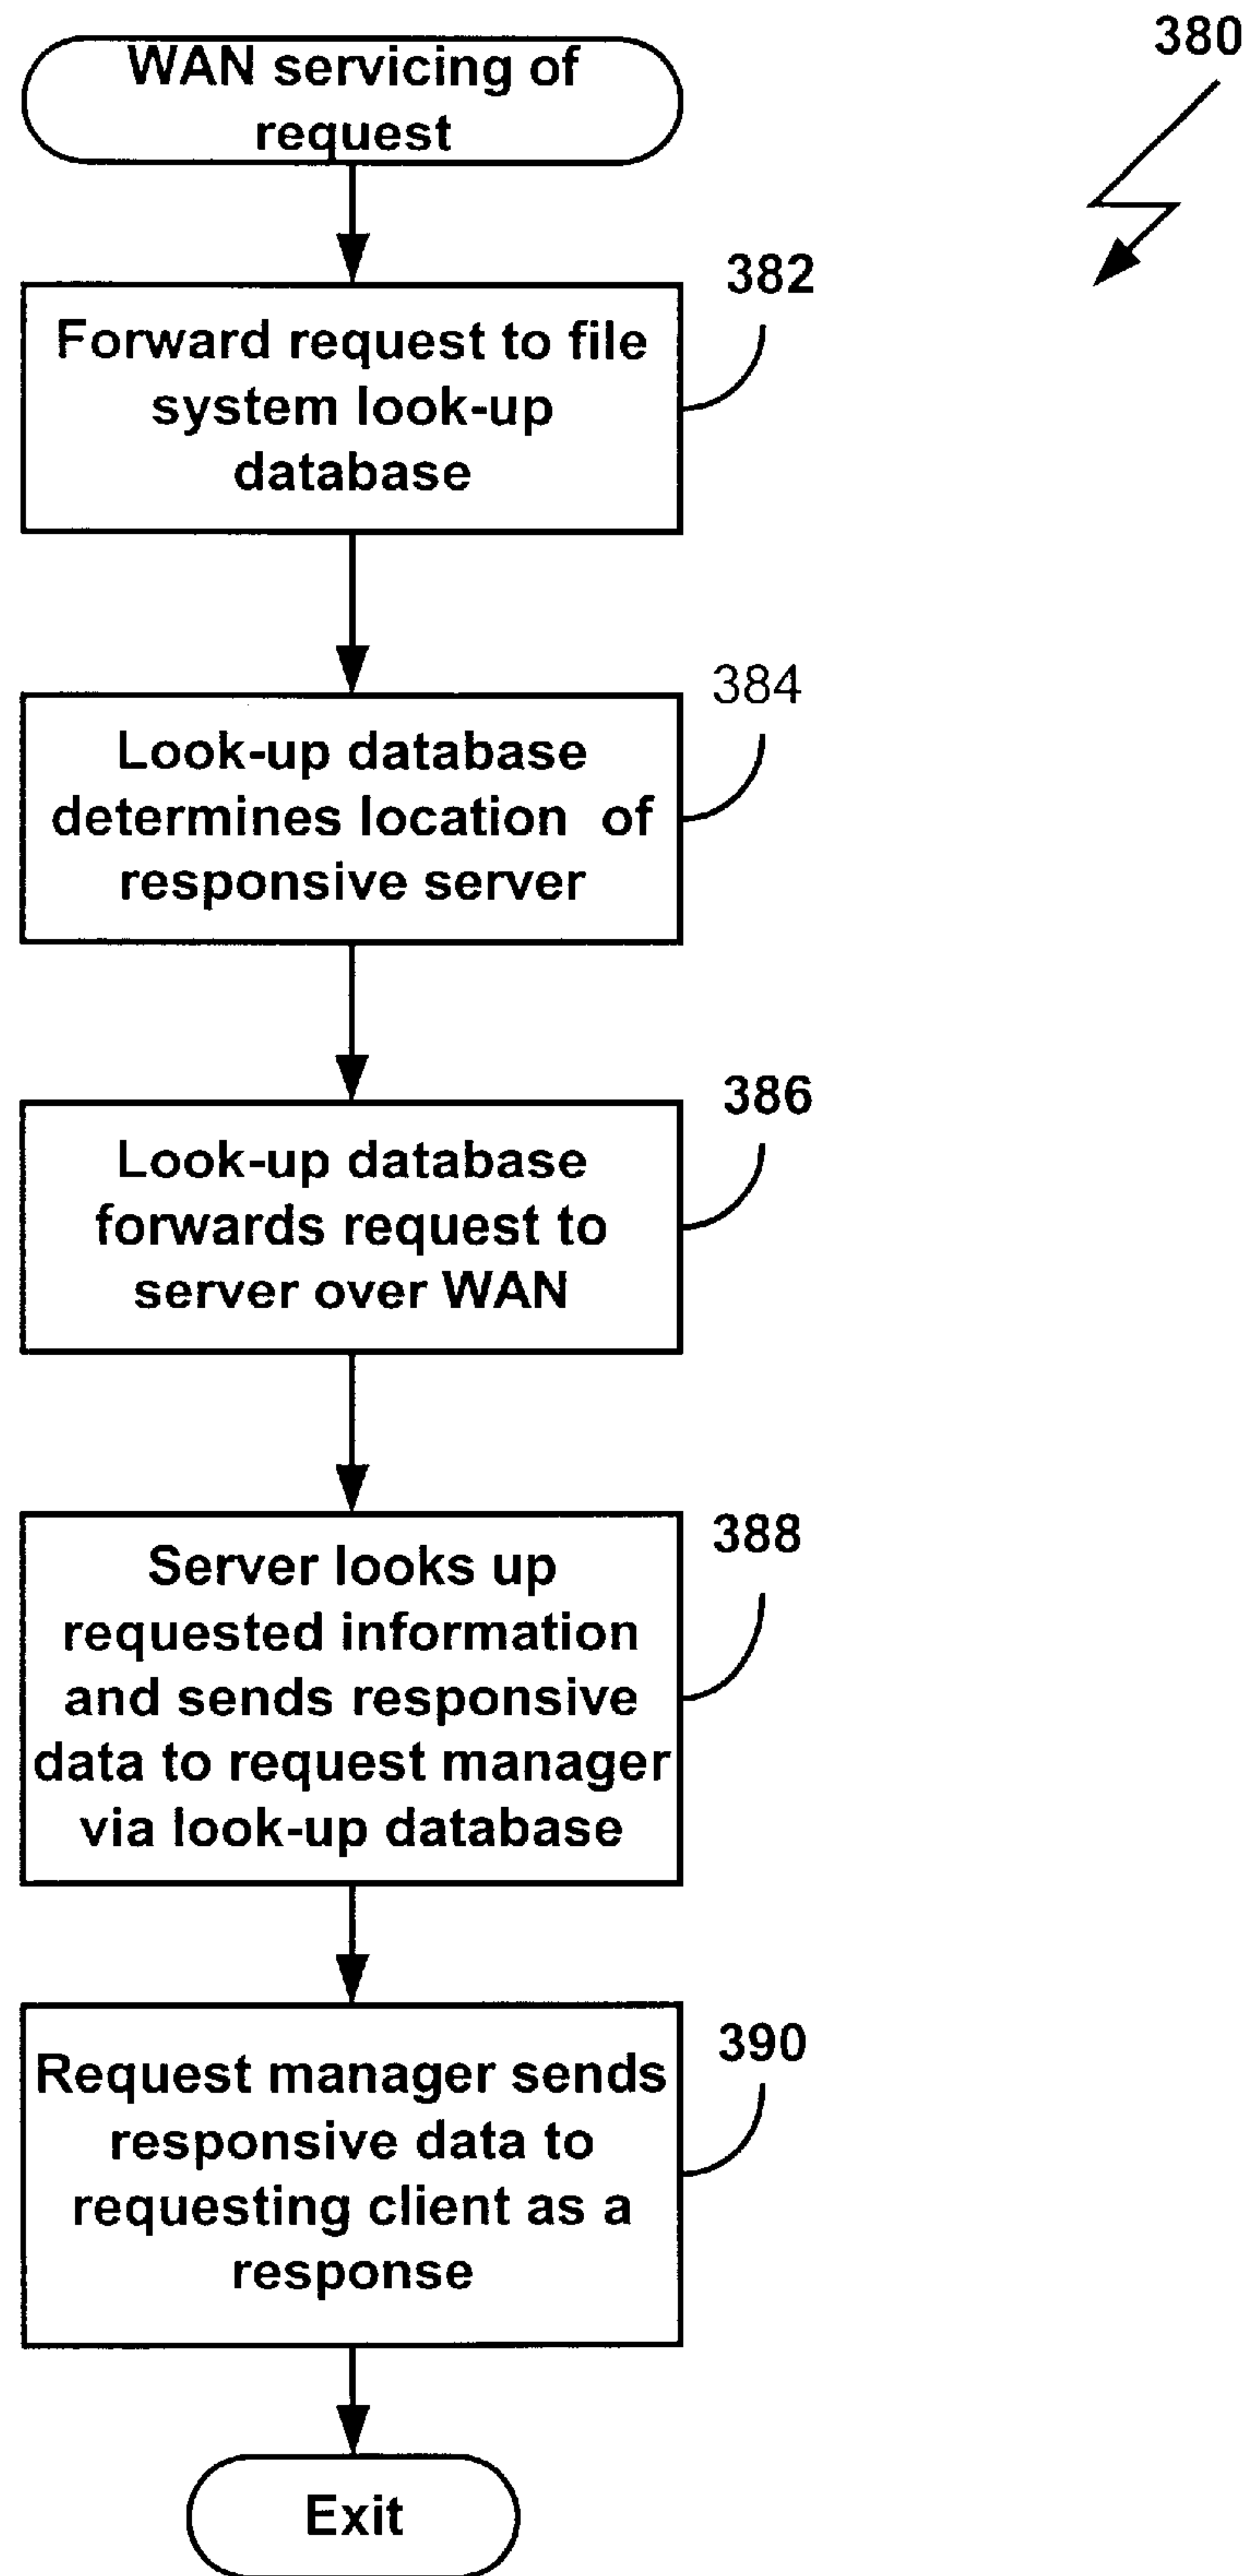 380
WAN servicing of
request
382
Forward request to file
system look-up
database
384
Look-up database
determines location of
responsive server
386
Look-up database
forwards request to
server over WAN
388
Server looks up
requested information
and sends responsive
data to request manager
via look-up database
390
Request manager sends
responsive data to
requesting client as a
response
Exit